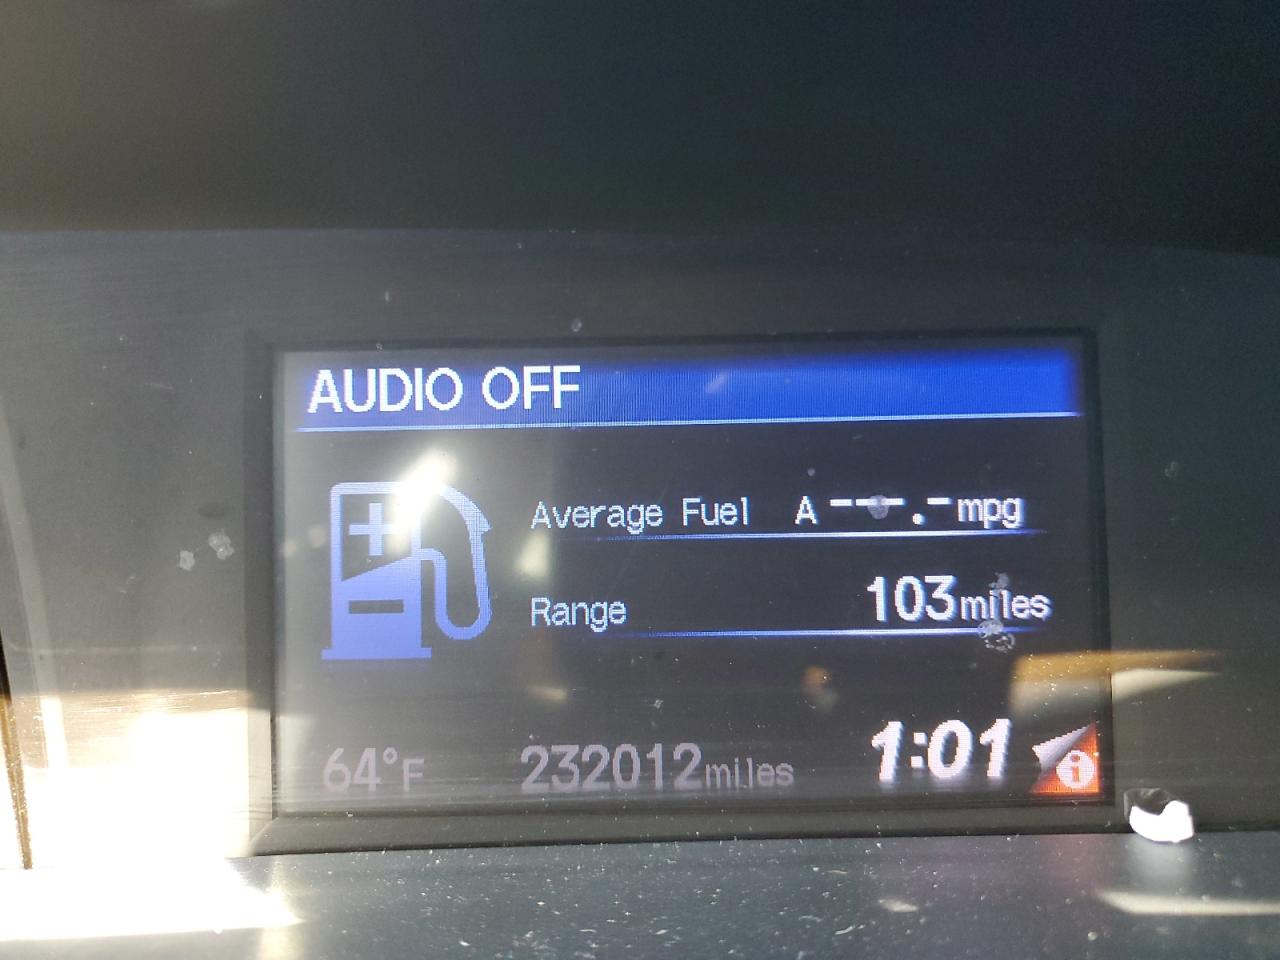 AUDIO OFF
Average Fuel A ---.- mpg
Range 103 miles
64°F 232012 miles 1:01 i